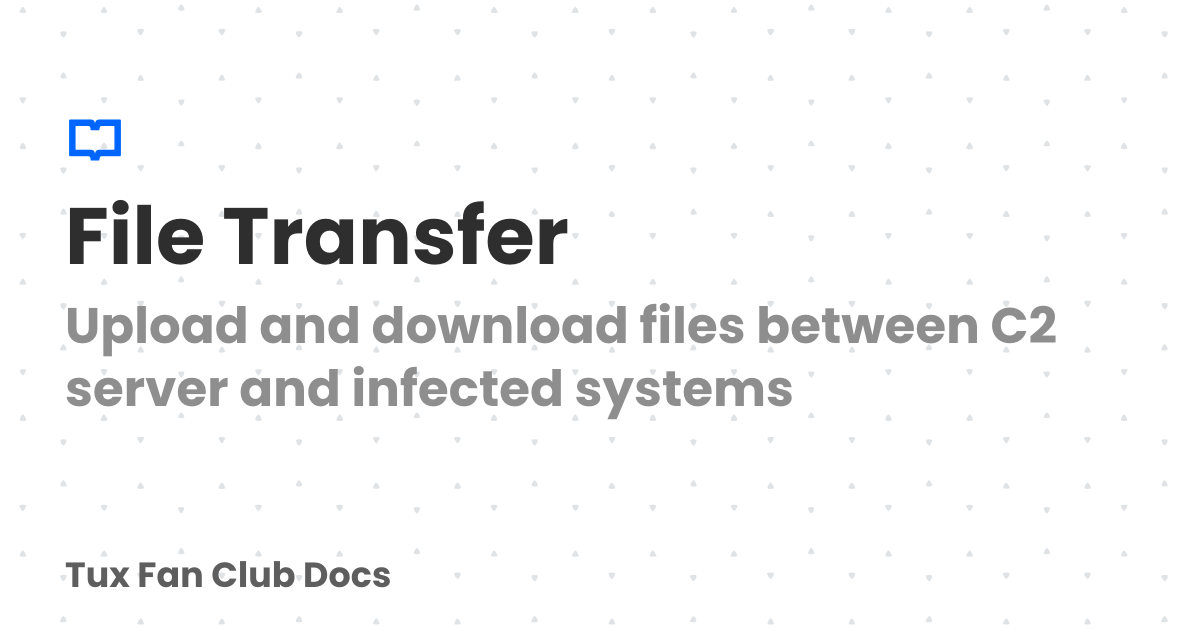 File Transfer
Upload and download files between C2
server and infected systems
Tux Fan Club Docs